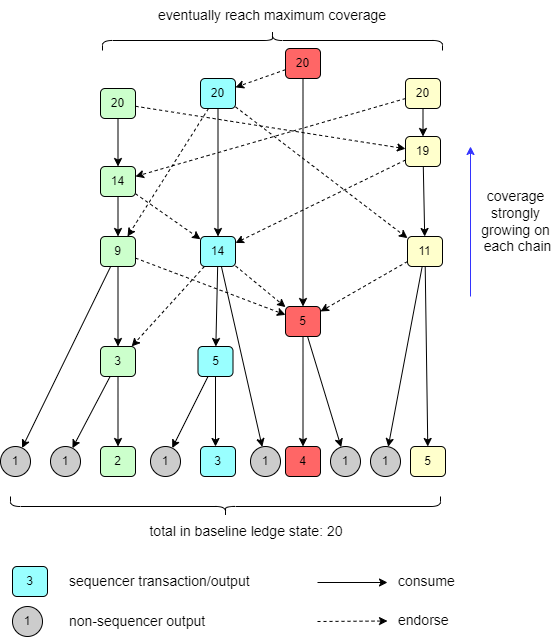 eventually reach maximum coverage
20
20 20 20
19
14
coverage
strongly
growing on
each chain
9 14 11
5
3 5
1 1 2 1 3 1 4 1 1 5
total in baseline ledge state: 20
3 sequencer transaction/output consume
1 non-sequencer output endorse